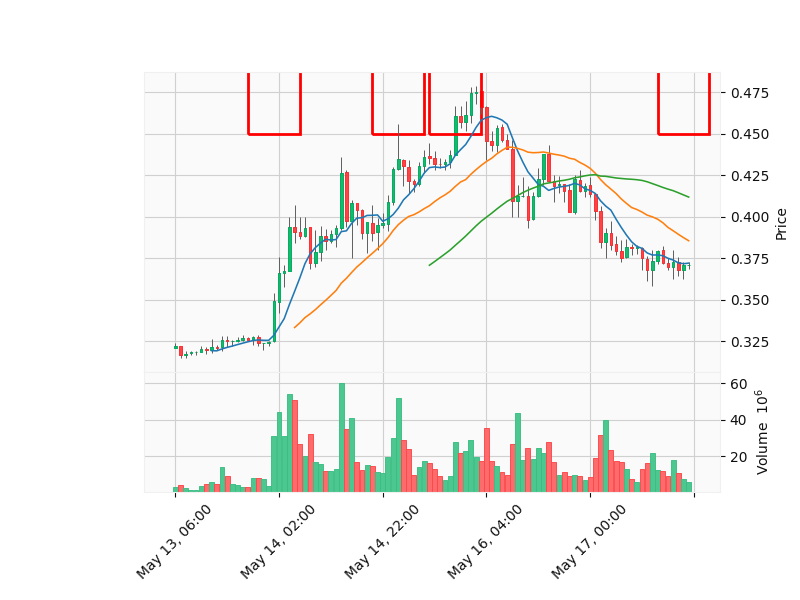 0.475
0.450
0.425
0.400
0.375
0.350
0.325
Price
60
40
20
Volume 10⁶
May 13, 06:00
May 14, 02:00
May 14, 22:00
May 16, 04:00
May 17, 00:00